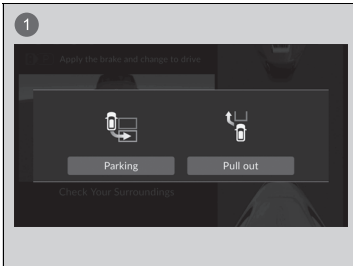 1
Apply the brake and change to drive
Parking
Pull out
Check Your Surroundings